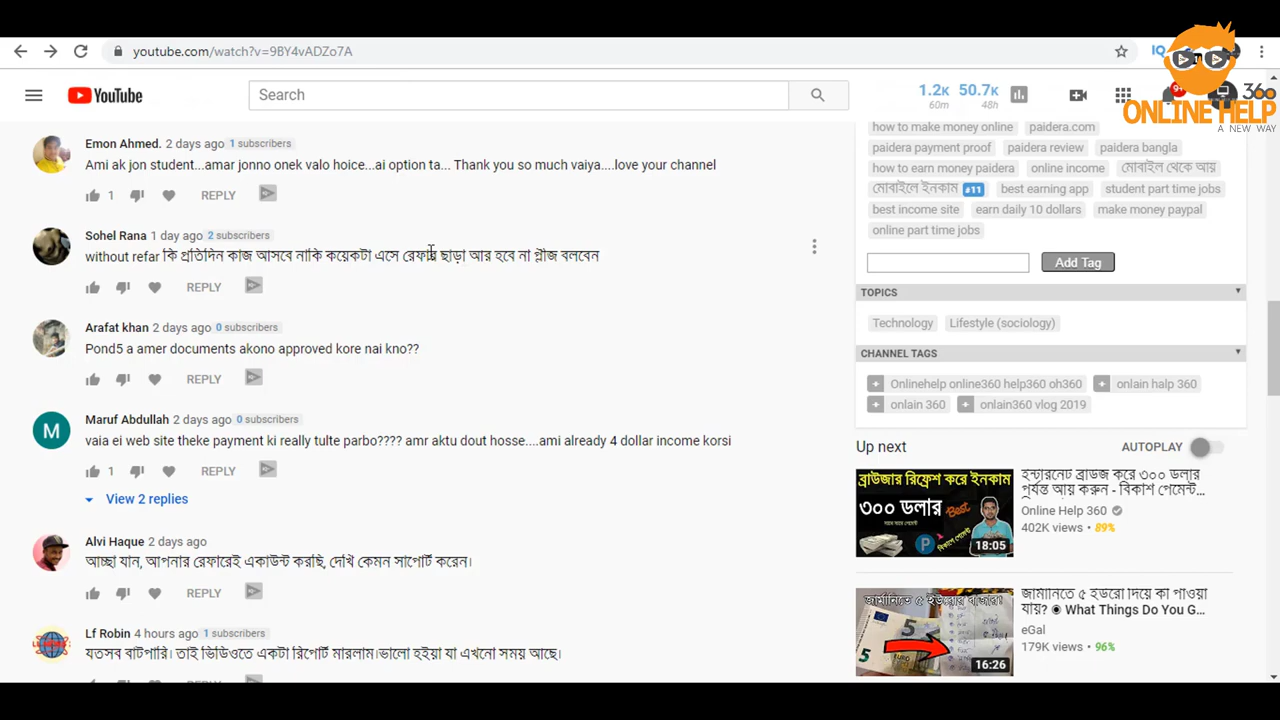 youtube.com/watch?v=9BY4vADZo7A
IQ
YouTube
Search
1.2K 60m
50.7K 48h
9+
360
ONLINE HELP
A NEW WAY
Emon Ahmed. 2 days ago 1 subscribers
Ami ak jon student...amar jonno onek valo hoice...ai option ta... Thank you so much vaiya....love your channel
1 REPLY
Sohel Rana 1 day ago 2 subscribers
without refar কি প্রতিদিন কাজ আসবে নাকি কয়েকটা এসে রেফার ছাড়া আর হবে না প্লীজ বলবেন
REPLY
Arafat khan 2 days ago 0 subscribers
Pond5 a amer documents akono approved kore nai kno??
REPLY
M
Maruf Abdullah 2 days ago 0 subscribers
vaia ei web site theke payment ki really tulte parbo???? amr aktu dout hosse....ami already 4 dollar income korsi
1 REPLY
View 2 replies
Alvi Haque 2 days ago
আচ্ছা যান, আপনার রেফারেই একাউন্ট করছি, দেখি কেমন সাপোর্ট করেন।
REPLY
Lf Robin 4 hours ago 1 subscribers
যতসব বাটপারি। তাই ভিডিওতে একটা রিপোর্ট মারলাম।ভালো হইয়া যা এখনো সময় আছে।
how to make money online paidera.com
paidera payment proof paidera review paidera bangla
how to earn money paidera online income মোবাইল থেকে আয়
মোবাইলে ইনকাম #11 best earning app student part time jobs
best income site earn daily 10 dollars make money paypal
online part time jobs
Add Tag
TOPICS
Technology Lifestyle (sociology)
CHANNEL TAGS
+ Onlinehelp online360 help360 oh360 + onlain halp 360
+ onlain 360 + onlain360 vlog 2019
Up next AUTOPLAY
ব্রাউজার রিফ্রেশ করে ইনকাম
৩০০ ডলার
Best
P
18:05
ইন্টারনেট ব্রাউজ করে ৩০০ ডলার
পর্যন্ত আয় করুন - বিকাশ পেমেন্ট...
Online Help 360
402K views • 89%
জার্মানিতে ৫ ইউরোর বাজার!
5
EURO
16:26
জার্মানিতে ৫ ইউরো দিয়ে কী পাওয়া
যায়? ◉ What Things Do You G...
eGal
179K views • 96%